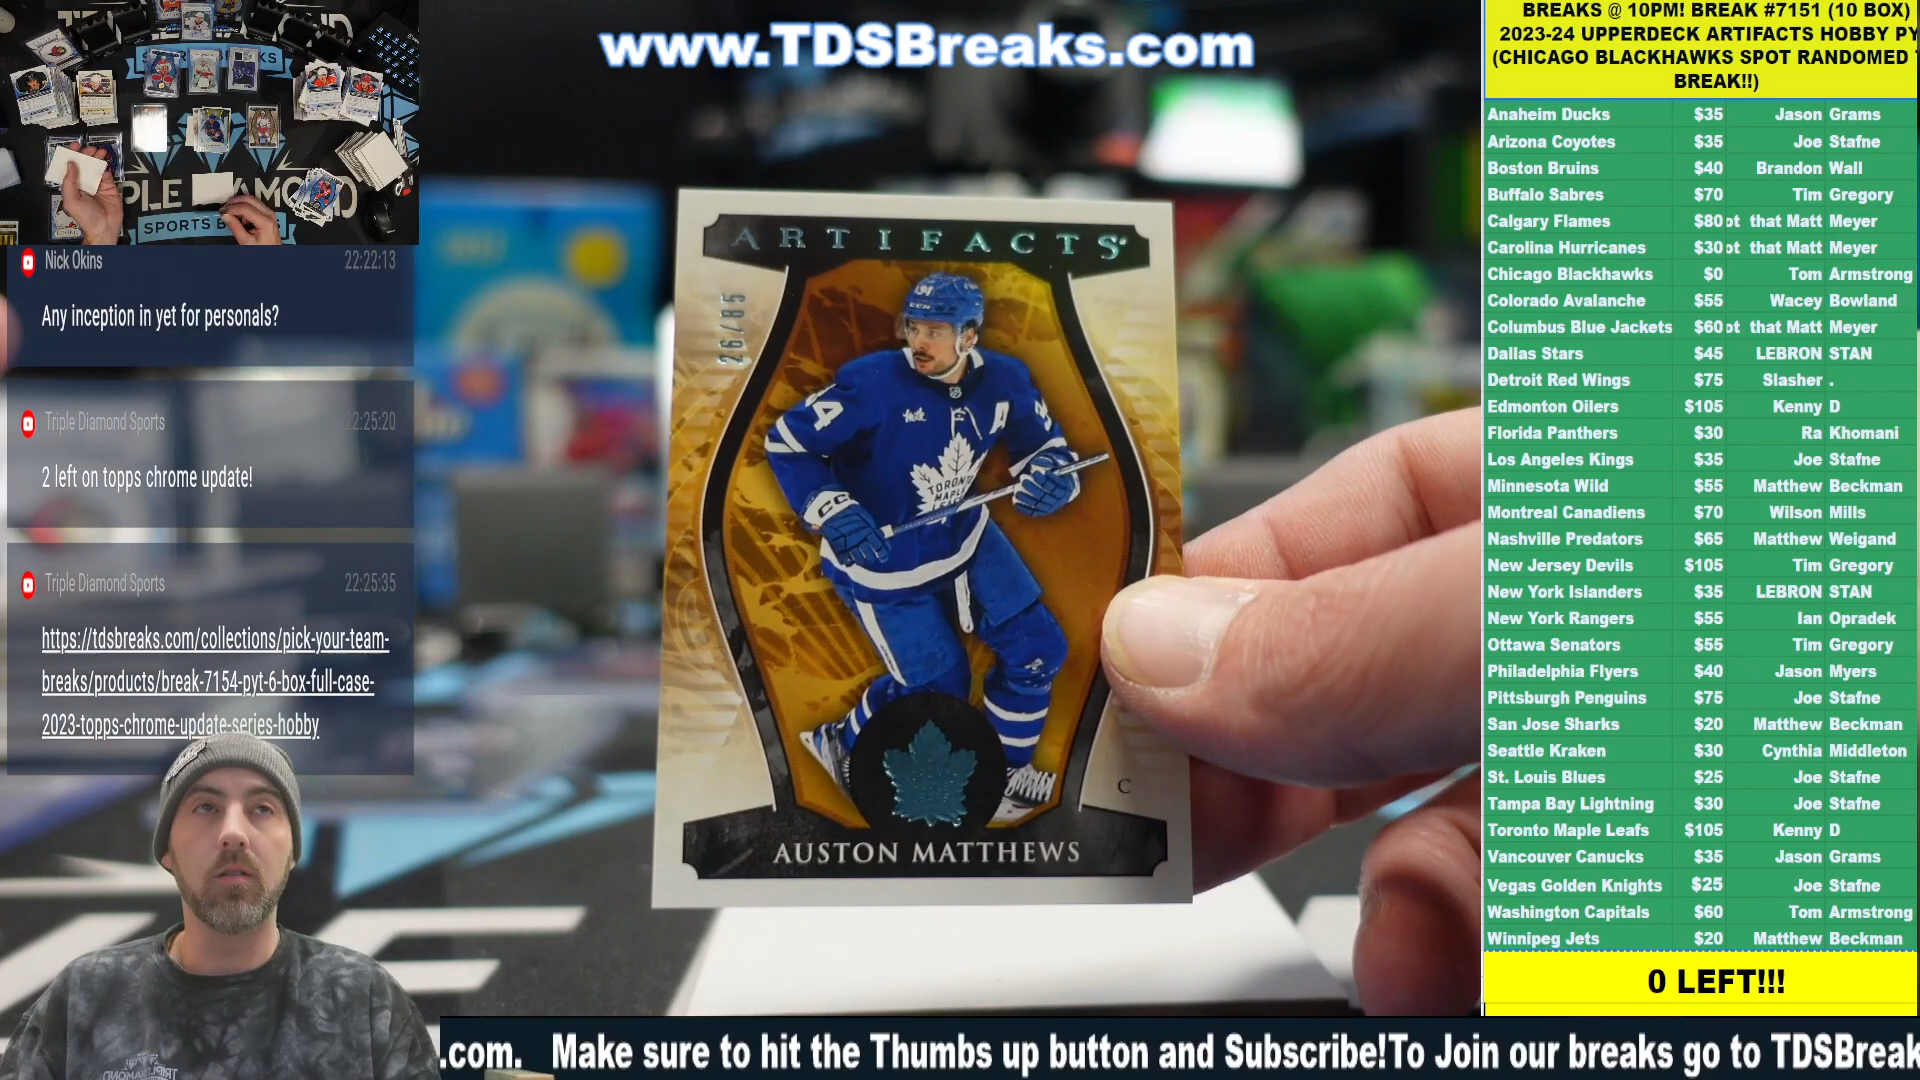 www.TDSBreaks.com
BREAKS @ 10PM! BREAK #7151 (10 BOX)
2023-24 UPPERDECK ARTIFACTS HOBBY PY
(CHICAGO BLACKHAWKS SPOT RANDOMED
BREAK!!)
Anaheim Ducks $35 Jason Grams
Arizona Coyotes $35 Joe Stafne
Boston Bruins $40 Brandon Wall
Buffalo Sabres $70 Tim Gregory
Calgary Flames $80 ot that Matt Meyer
Carolina Hurricanes $30 ot that Matt Meyer
Chicago Blackhawks $0 Tom Armstrong
Colorado Avalanche $55 Wacey Bowland
Columbus Blue Jackets $60 ot that Matt Meyer
Dallas Stars $45 LEBRON STAN
Detroit Red Wings $75 Slasher .
Edmonton Oilers $105 Kenny D
Florida Panthers $30 Ra Khomani
Los Angeles Kings $35 Joe Stafne
Minnesota Wild $55 Matthew Beckman
Montreal Canadiens $70 Wilson Mills
Nashville Predators $65 Matthew Weigand
New Jersey Devils $105 Tim Gregory
New York Islanders $35 LEBRON STAN
New York Rangers $55 Ian Opradek
Ottawa Senators $55 Tim Gregory
Philadelphia Flyers $40 Jason Myers
Pittsburgh Penguins $75 Joe Stafne
San Jose Sharks $20 Matthew Beckman
Seattle Kraken $30 Cynthia Middleton
St. Louis Blues $25 Joe Stafne
Tampa Bay Lightning $30 Joe Stafne
Toronto Maple Leafs $105 Kenny D
Vancouver Canucks $35 Jason Grams
Vegas Golden Knights $25 Joe Stafne
Washington Capitals $60 Tom Armstrong
Winnipeg Jets $20 Matthew Beckman
0 LEFT!!!
Nick Okins 22:22:13
Any inception in yet for personals?
Triple Diamond Sports 22:25:20
2 left on topps chrome update!
Triple Diamond Sports 22:25:35
https://tdsbreaks.com/collections/pick-your-team-
breaks/products/break-7154-pyt-6-box-full-case-
2023-topps-chrome-update-series-hobby
ARTIFACTS
26/85
34
CCM
milk
A
34
TORONTO
MAPLE
C
AUSTON MATTHEWS
PLE DIAMOND
SPORTS B
.com. Make sure to hit the Thumbs up button and Subscribe!To Join our breaks go to TDSBreak